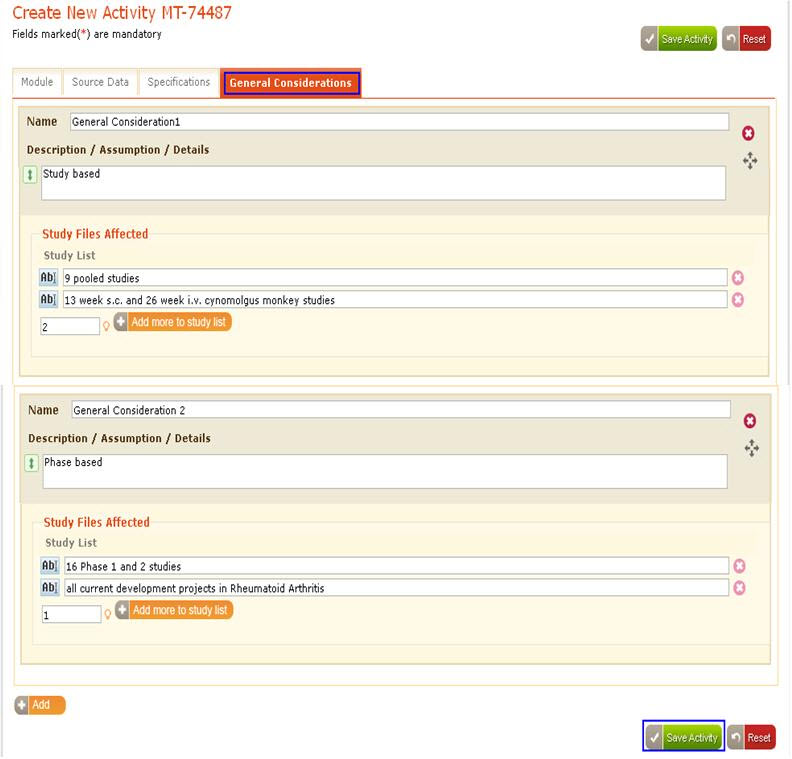 Create New Activity MT-74487
Fields marked(*) are mandatory
Save Activity Reset
Module Source Data Specifications General Considerations
Name General Consideration1
Description / Assumption / Details
Study based
Study Files Affected
Study List
Ab 9 pooled studies
Ab 13 week s.c. and 26 week i.v. cynomolgus monkey studies
2 Add more to study list
Name General Consideration 2
Description / Assumption / Details
Phase based
Study Files Affected
Study List
Ab 16 Phase 1 and 2 studies
Ab all current development projects in Rheumatoid Arthritis
1 Add more to study list
Add
Save Activity Reset